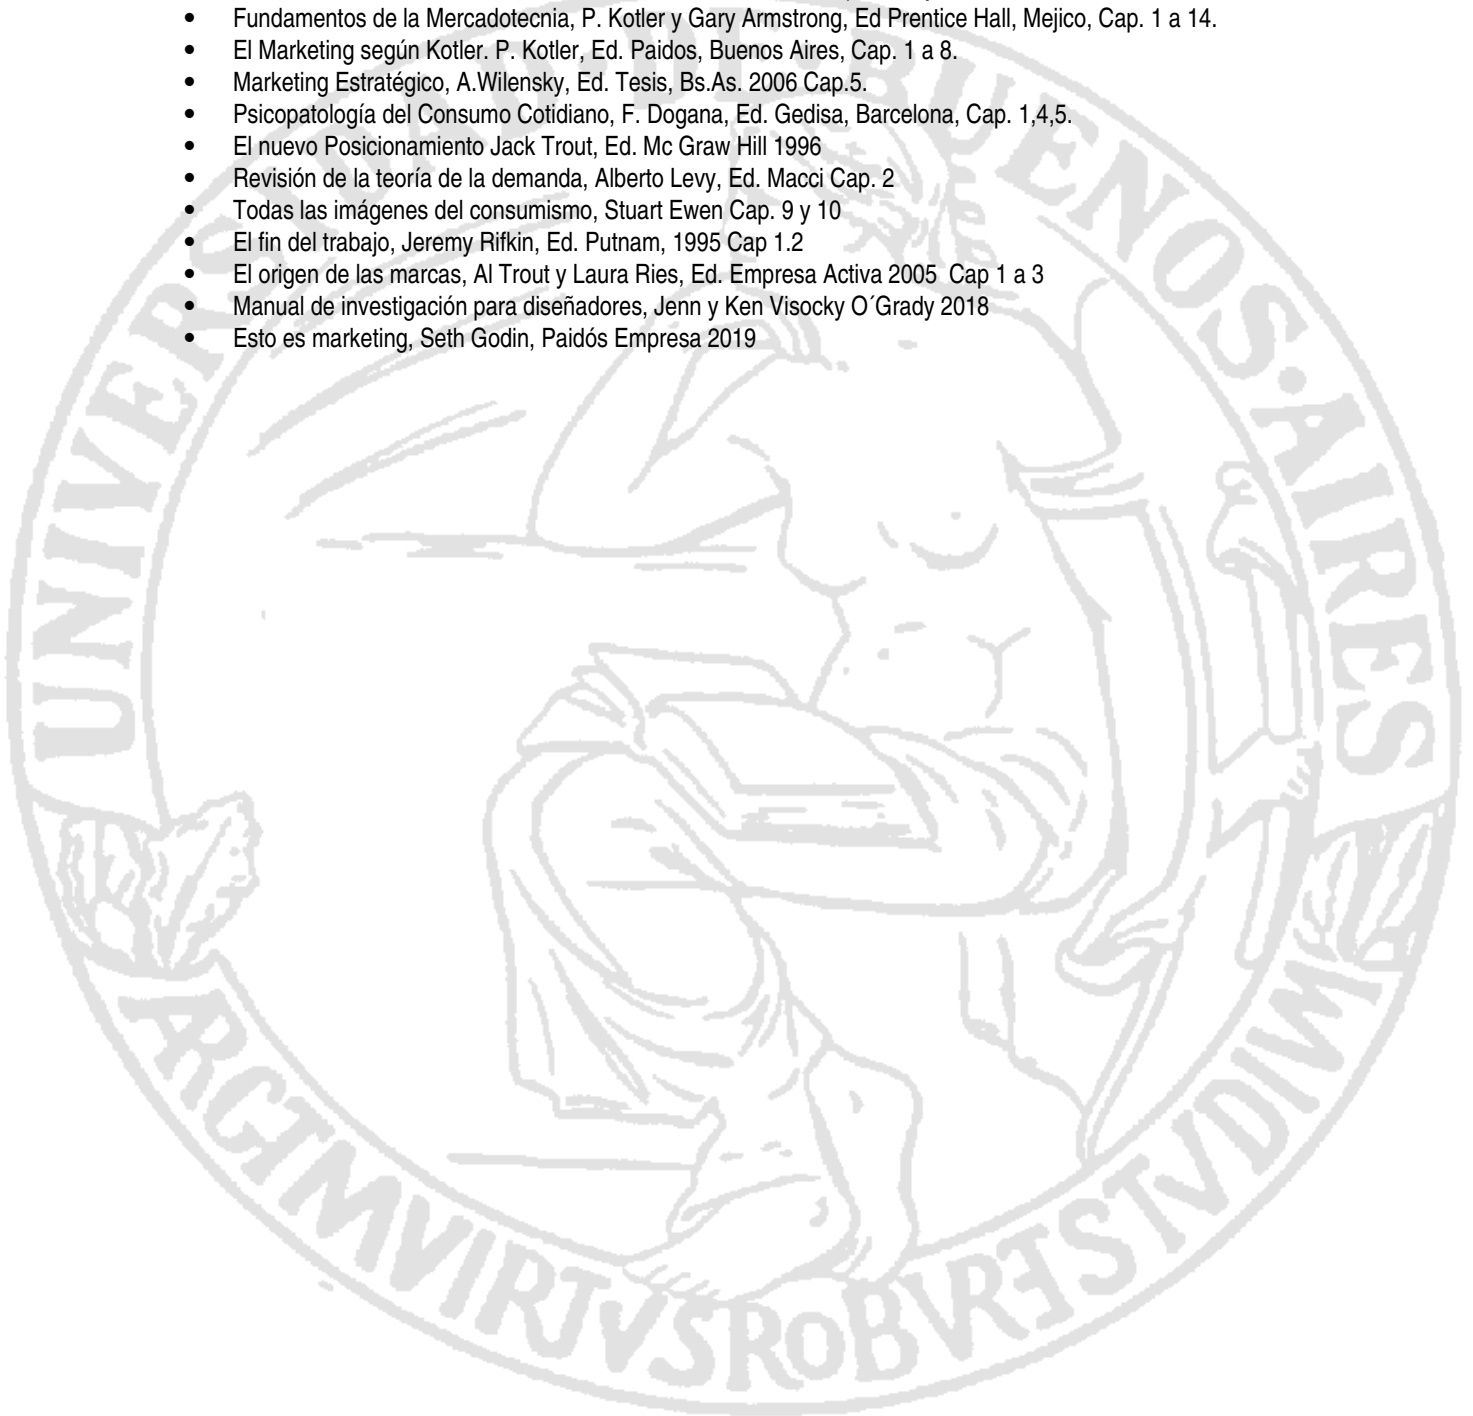 • Fundamentos de la Mercadotecnia, P. Kotler y Gary Armstrong, Ed Prentice Hall, Mejico, Cap. 1 a 14.
• El Marketing según Kotler. P. Kotler, Ed. Paidos, Buenos Aires, Cap. 1 a 8.
• Marketing Estratégico, A.Wilensky, Ed. Tesis, Bs.As. 2006 Cap.5.
• Psicopatología del Consumo Cotidiano, F. Dogana, Ed. Gedisa, Barcelona, Cap. 1,4,5.
• El nuevo Posicionamiento Jack Trout, Ed. Mc Graw Hill 1996
• Revisión de la teoría de la demanda, Alberto Levy, Ed. Macci Cap. 2
• Todas las imágenes del consumismo, Stuart Ewen Cap. 9 y 10
• El fin del trabajo, Jeremy Rifkin, Ed. Putnam, 1995 Cap 1.2
• El origen de las marcas, Al Trout y Laura Ries, Ed. Empresa Activa 2005 Cap 1 a 3
• Manual de investigación para diseñadores, Jenn y Ken Visocky O´Grady 2018
• Esto es marketing, Seth Godin, Paidós Empresa 2019
UNIVERSIDAD·DE·BUENOS·AIRES
ARGTMVIRTVSROBVRESTVDIVM